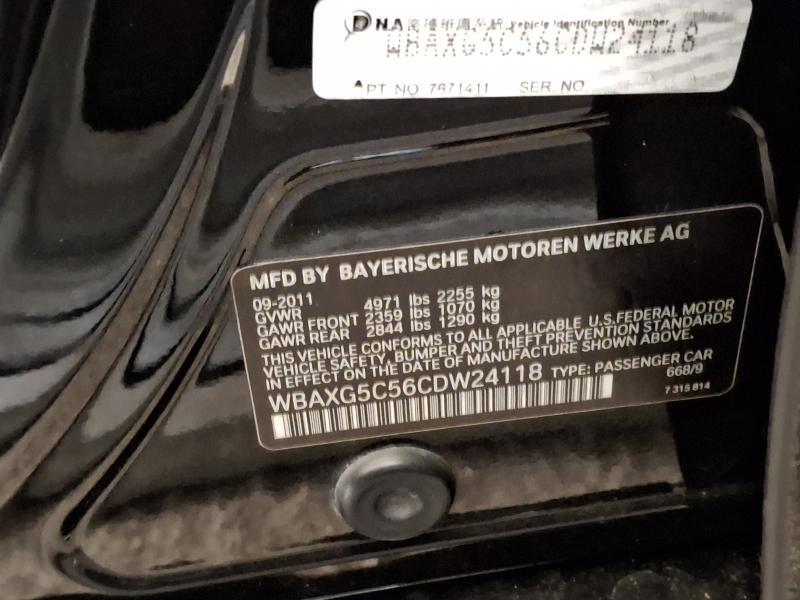 DNA Vehicle Identification Number
WBAXG5C56CDW24118
PT. NO. 7671411 SER. NO
MFD BY BAYERISCHE MOTOREN WERKE AG
09-2011
GVWR 4971 lbs 2255 kg
GAWR FRONT 2359 lbs 1070 kg
GAWR REAR 2844 lbs 1290 kg
THIS VEHICLE CONFORMS TO ALL APPLICABLE U.S.FEDERAL MOTOR
VEHICLE SAFETY, BUMPER AND THEFT PREVENTION STANDARDS
IN EFFECT ON THE DATE OF MANUFACTURE SHOWN ABOVE.
WBAXG5C56CDW24118 TYPE: PASSENGER CAR
668/9
7 315 814